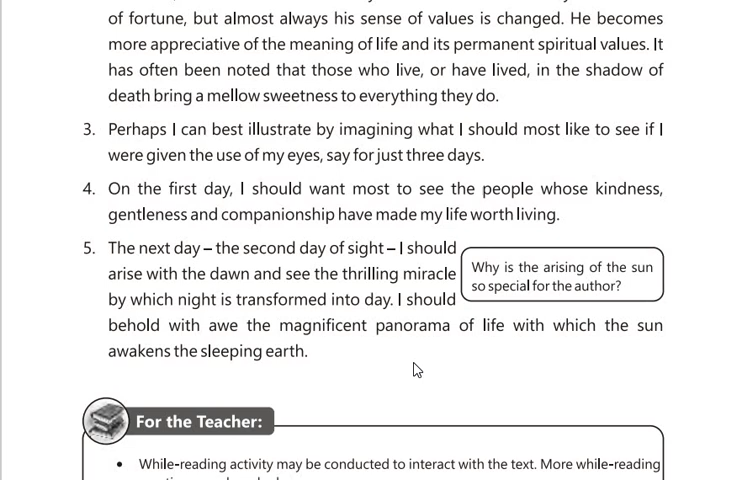 of fortune, but almost always his sense of values is changed. He becomes
more appreciative of the meaning of life and its permanent spiritual values. It
has often been noted that those who live, or have lived, in the shadow of
death bring a mellow sweetness to everything they do.
3. Perhaps I can best illustrate by imagining what I should most like to see if I
were given the use of my eyes, say for just three days.
4. On the first day, I should want most to see the people whose kindness,
gentleness and companionship have made my life worth living.
5. The next day – the second day of sight – I should
arise with the dawn and see the thrilling miracle
by which night is transformed into day. I should
Why is the arising of the sun
so special for the author?
behold with awe the magnificent panorama of life with which the sun
awakens the sleeping earth.
For the Teacher:
• While-reading activity may be conducted to interact with the text. More while-reading